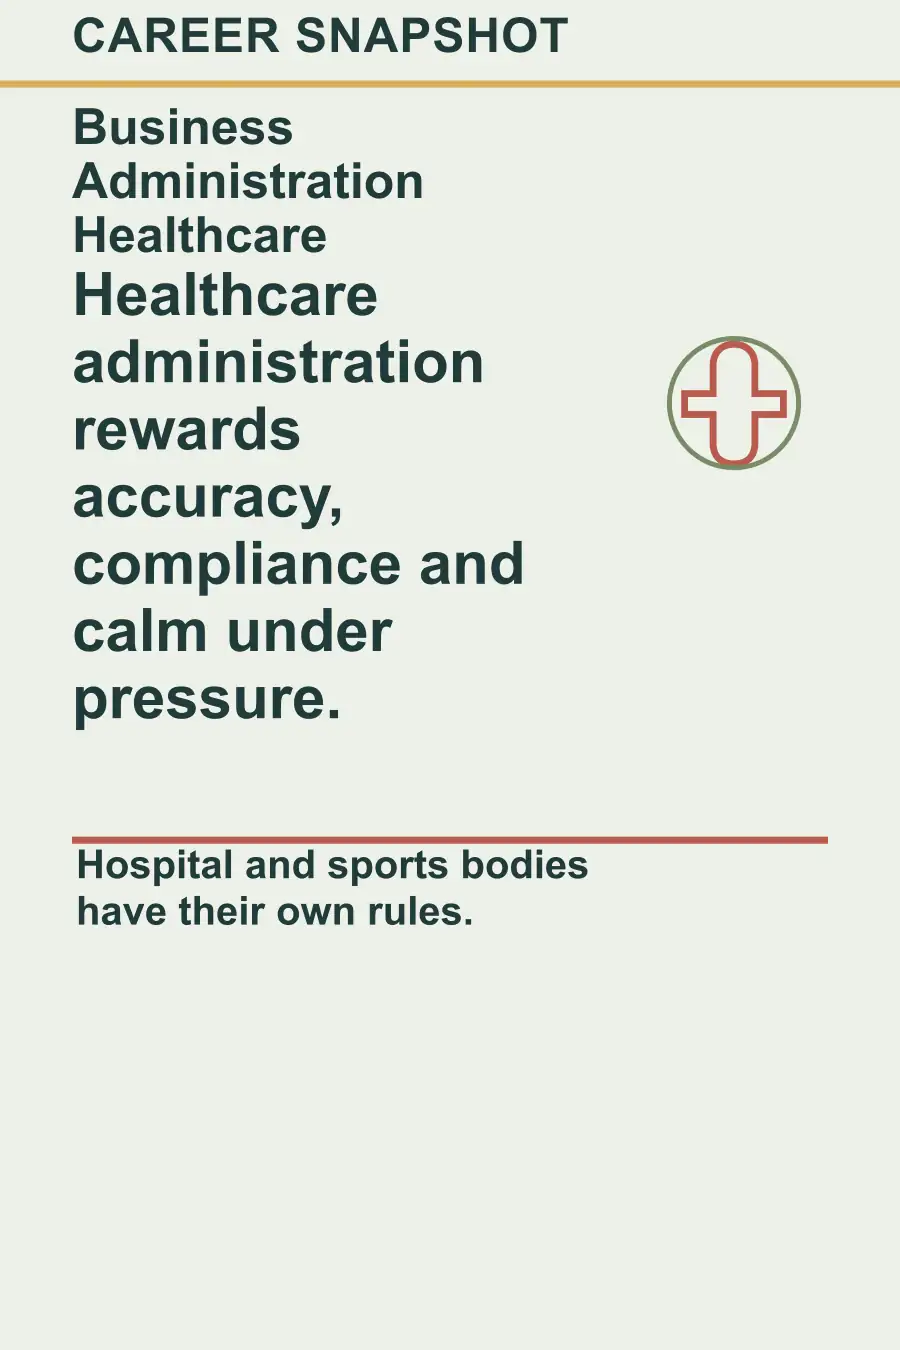 CAREER SNAPSHOT
Business
Administration
Healthcare
Healthcare
administration
rewards
accuracy,
compliance and
calm under
pressure.
Hospital and sports bodies
have their own rules.